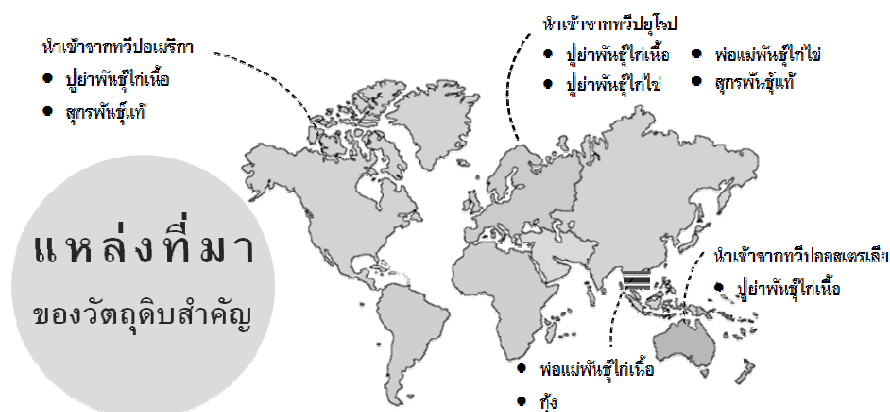 นำเข้าจากทวีปอเมริกา
● ปู่ย่าพันธุ์ไก่เนื้อ
● สุกรพันธุ์แท้
นำเข้าจากทวีปยุโรป
● ปู่ย่าพันธุ์ไก่เนื้อ ● พ่อแม่พันธุ์ไก่ไข่
● ปู่ย่าพันธุ์ไก่ไข่ ● สุกรพันธุ์แท้
แหล่งที่มา
ของวัตถุดิบสำคัญ
นำเข้าจากทวีปออสเตรเลีย
● ปู่ย่าพันธุ์ไก่เนื้อ
● พ่อแม่พันธุ์ไก่เนื้อ
● กุ้ง